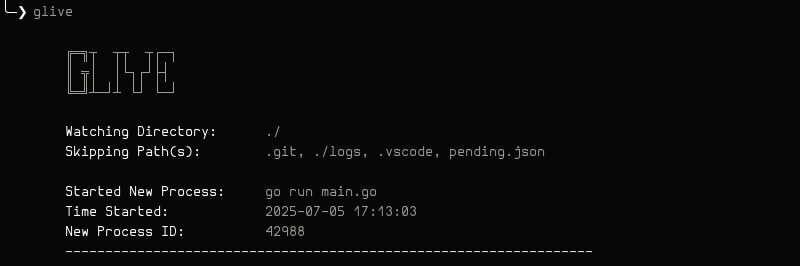 glive
GLIVE
Watching Directory: ./
Skipping Path(s): .git, ./logs, .vscode, pending.json
Started New Process: go run main.go
Time Started: 2025-07-05 17:13:03
New Process ID: 42988